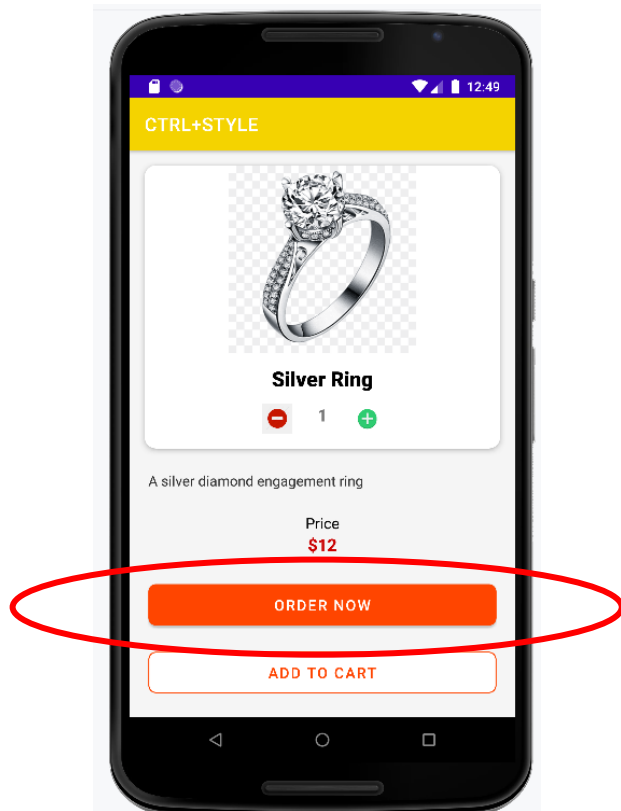 12:49
CTRL+STYLE
Silver Ring
1
A silver diamond engagement ring
Price
$12
ORDER NOW
ADD TO CART